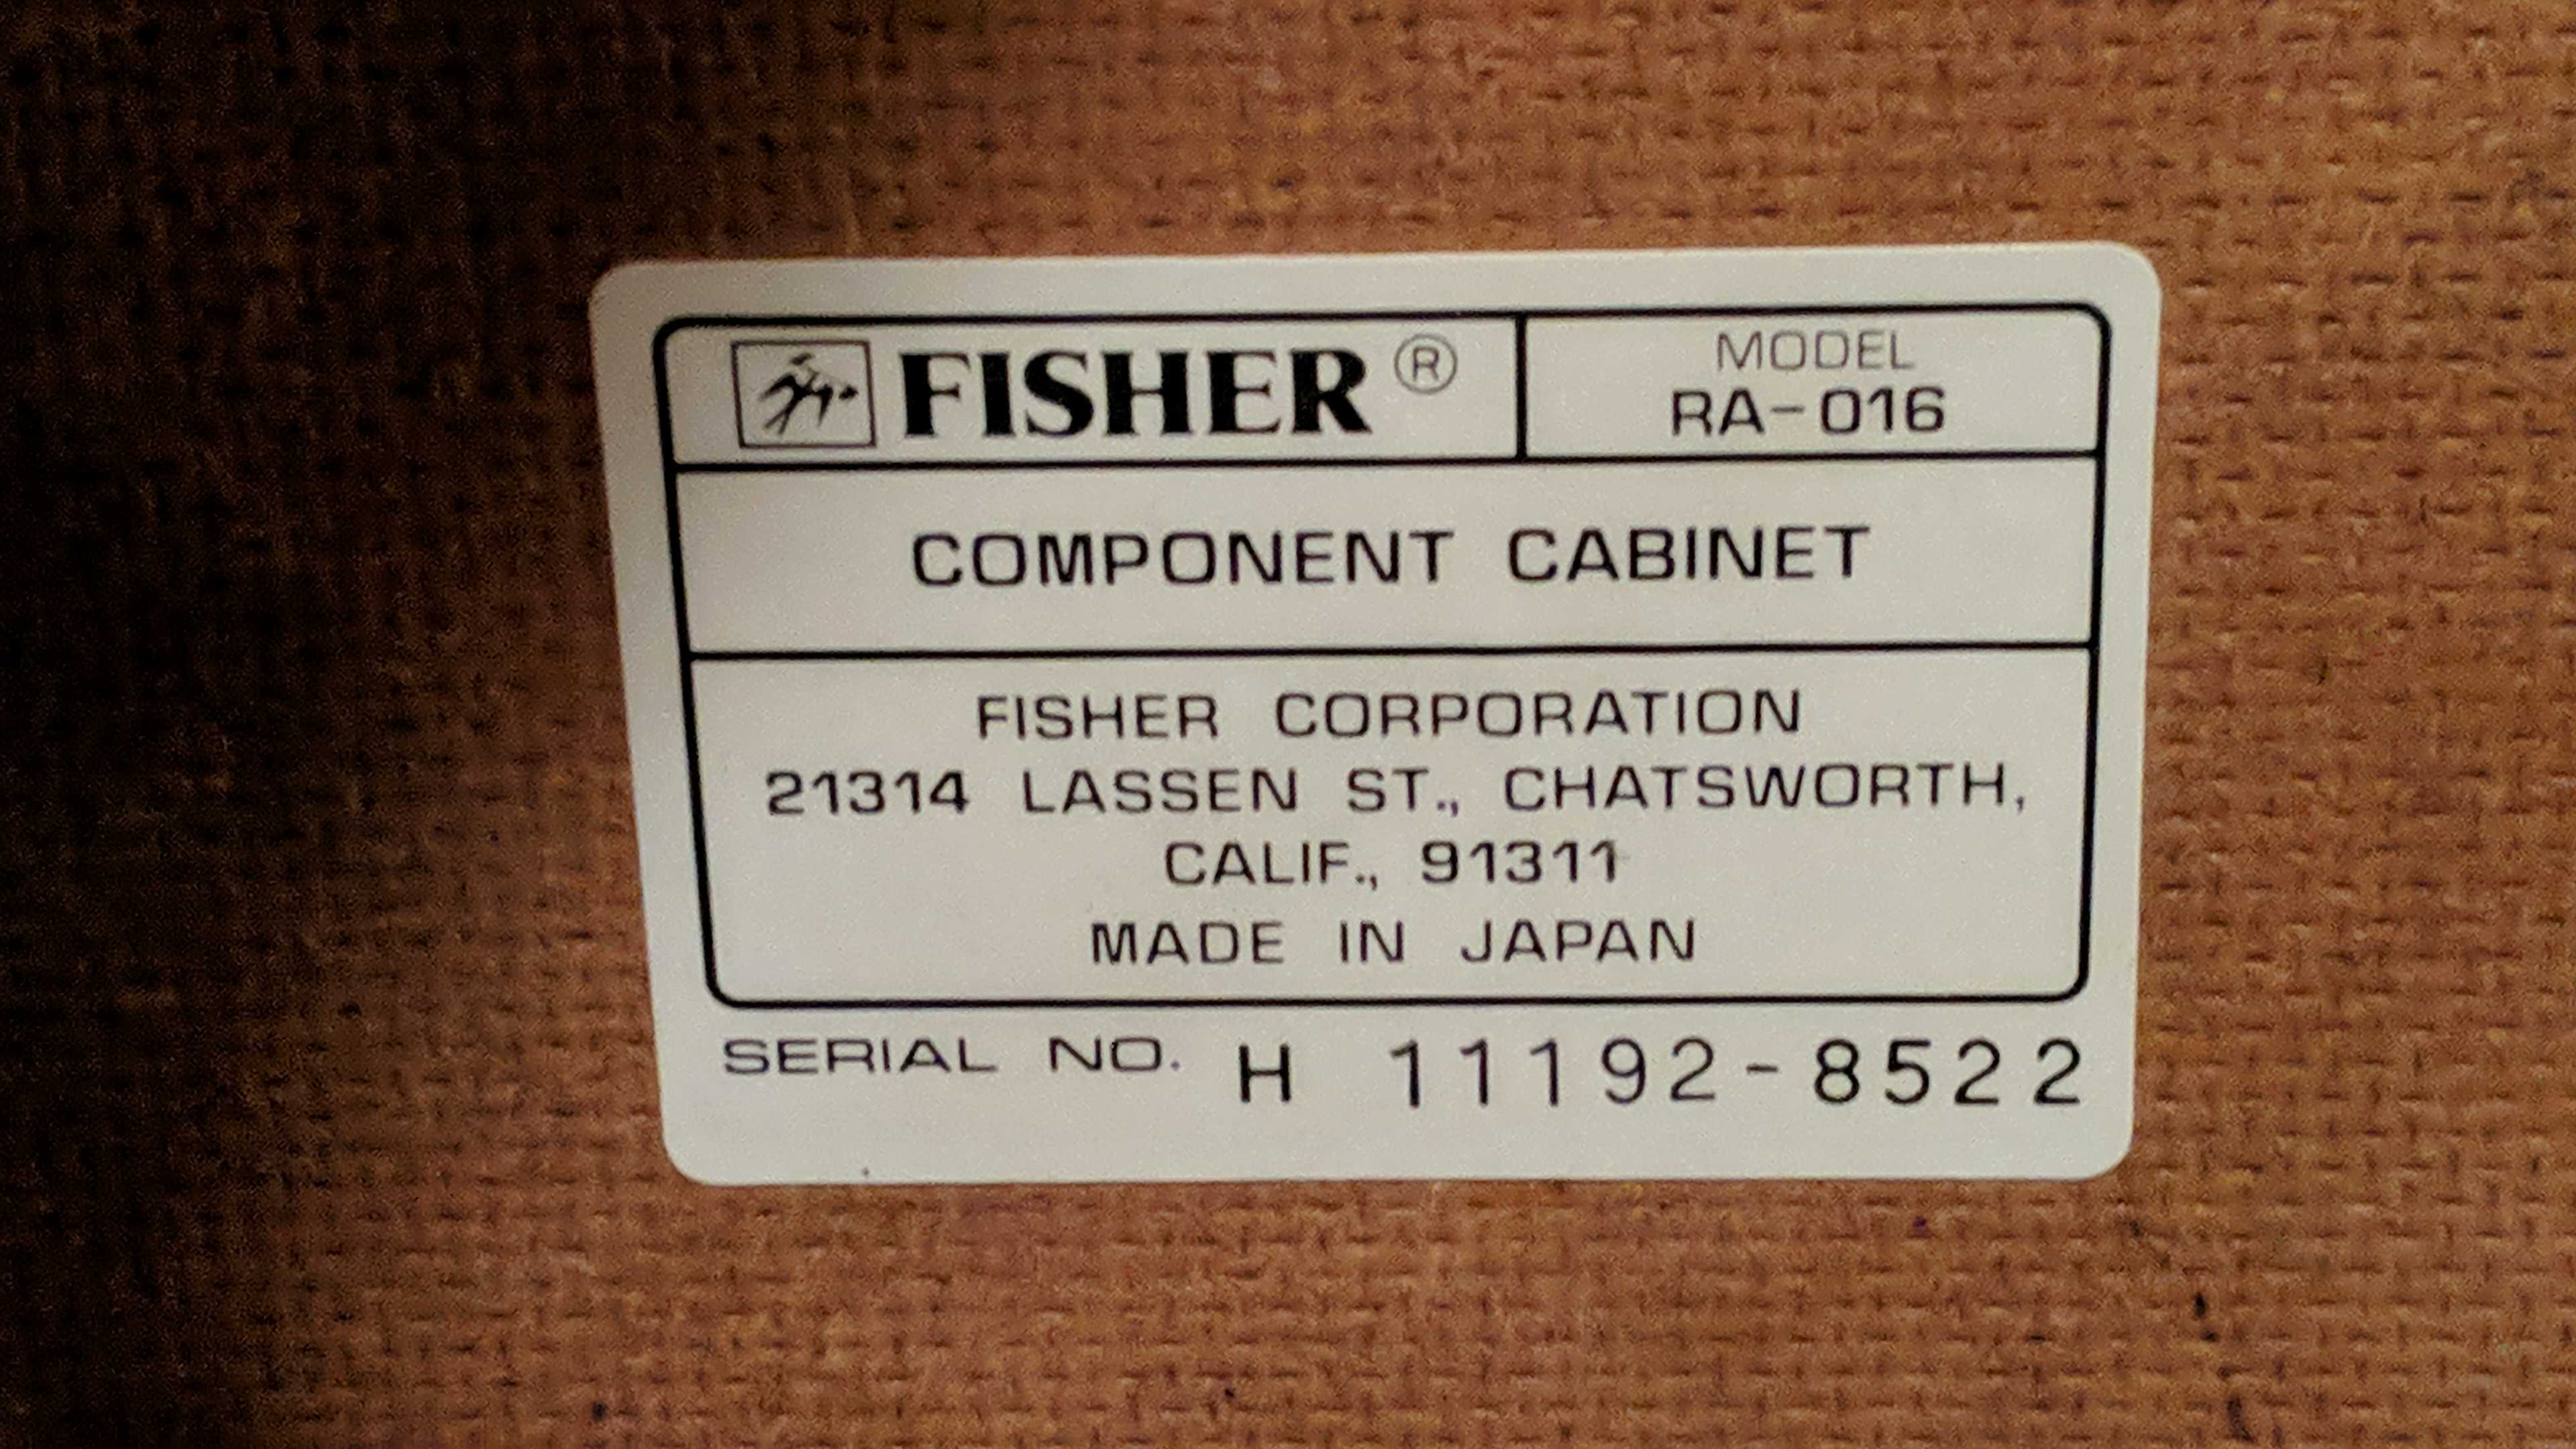 FISHER ®
MODEL
RA-016
COMPONENT CABINET
FISHER CORPORATION
21314 LASSEN ST., CHATSWORTH,
CALIF., 91311
MADE IN JAPAN
SERIAL NO. H 11192-8522